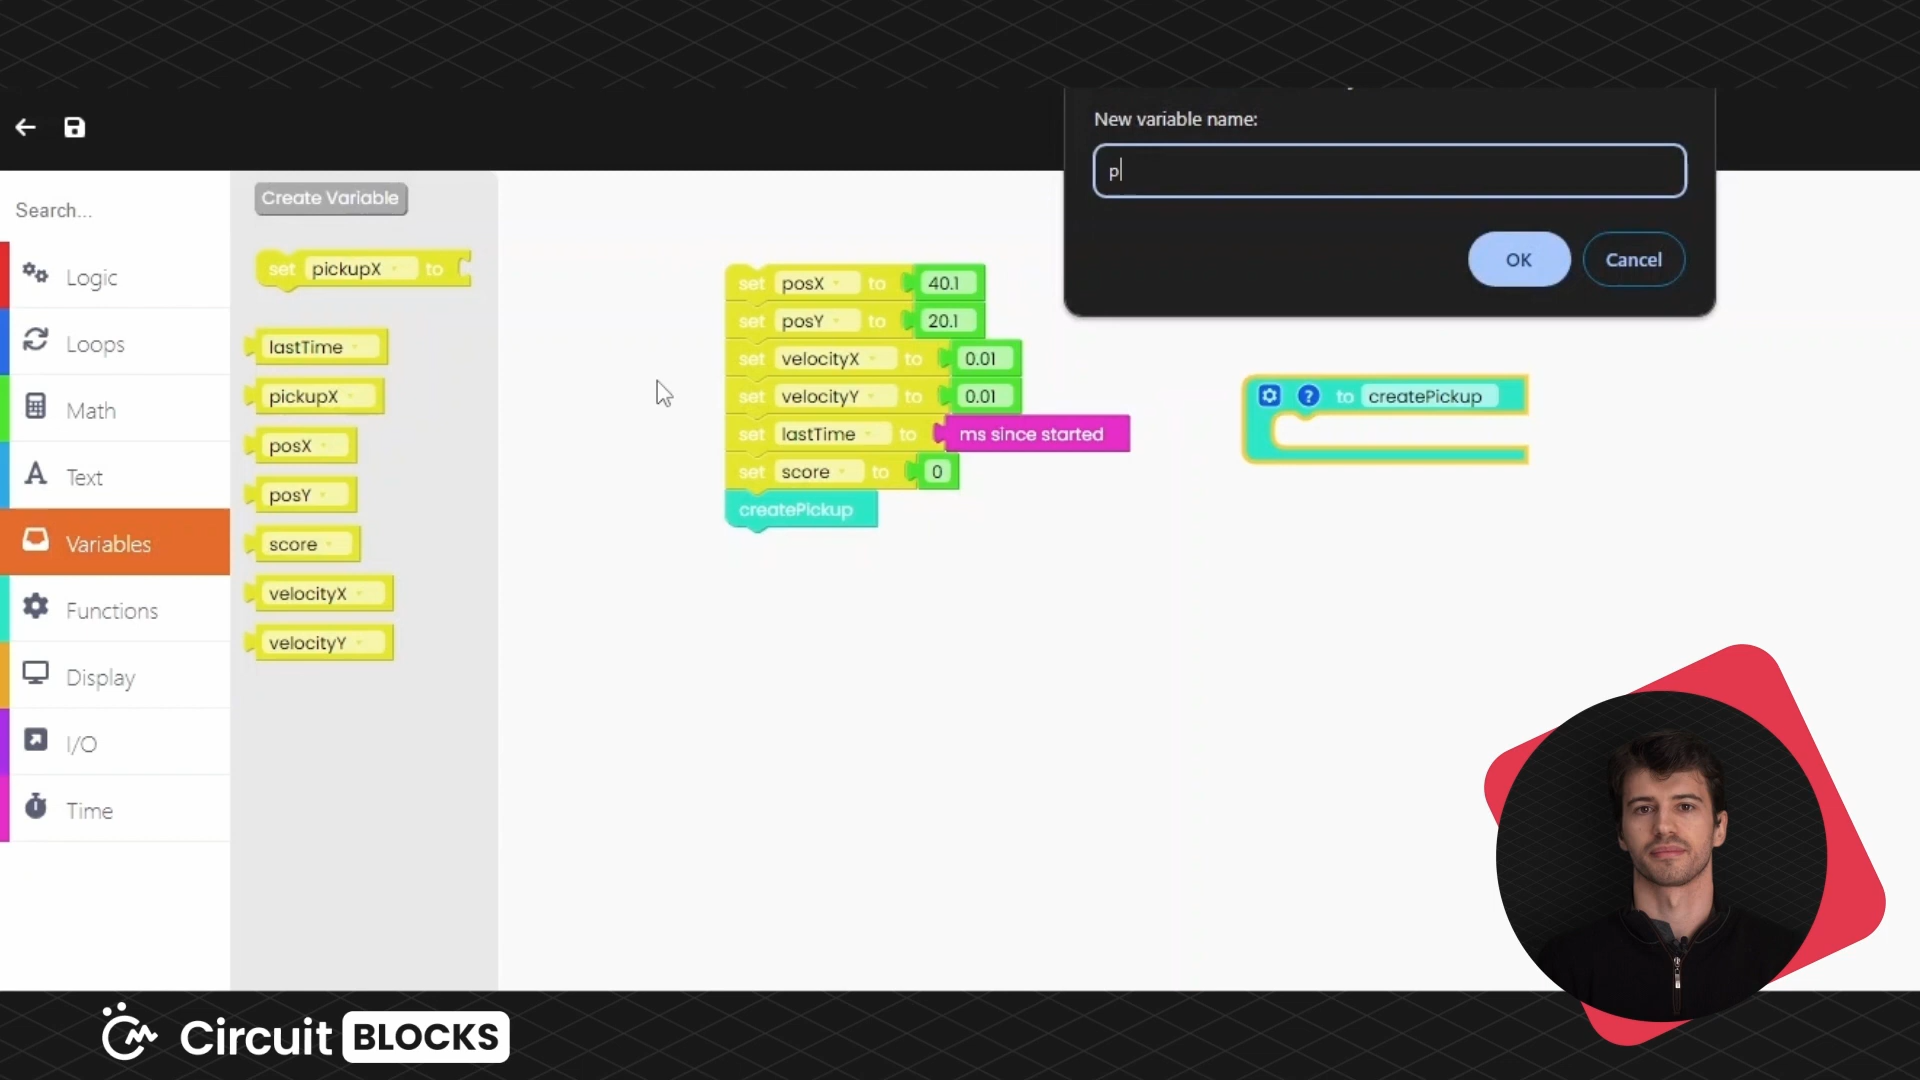 New variable name:
p
OK
Cancel
Search...
Logic
Loops
Math
Text
Variables
Functions
Display
I/O
Time
Create Variable
set pickupX to
lastTime
pickupX
posX
posY
score
velocityX
velocityY
set posX to 40.1
set posY to 20.1
set velocityX to 0.01
set velocityY to 0.01
set lastTime to ms since started
set score to 0
createPickup
? to createPickup
Circuit BLOCKS